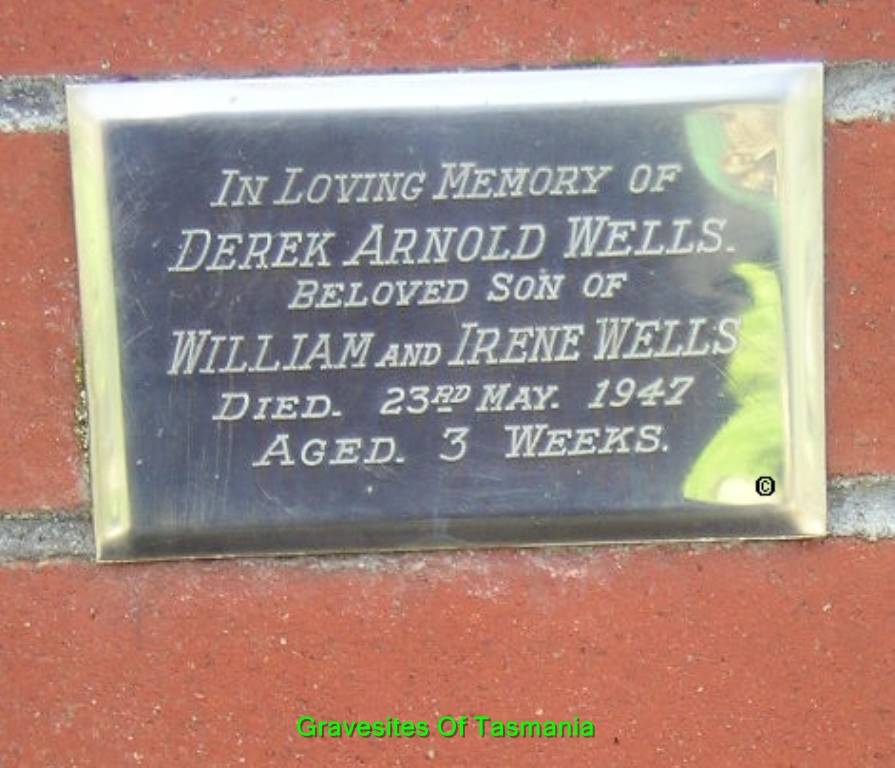 In Loving Memory of
Derek Arnold Wells.
Beloved Son of
William and Irene Wells
Died. 23RD May. 1947
Aged. 3 Weeks.
©
Gravesites Of Tasmania